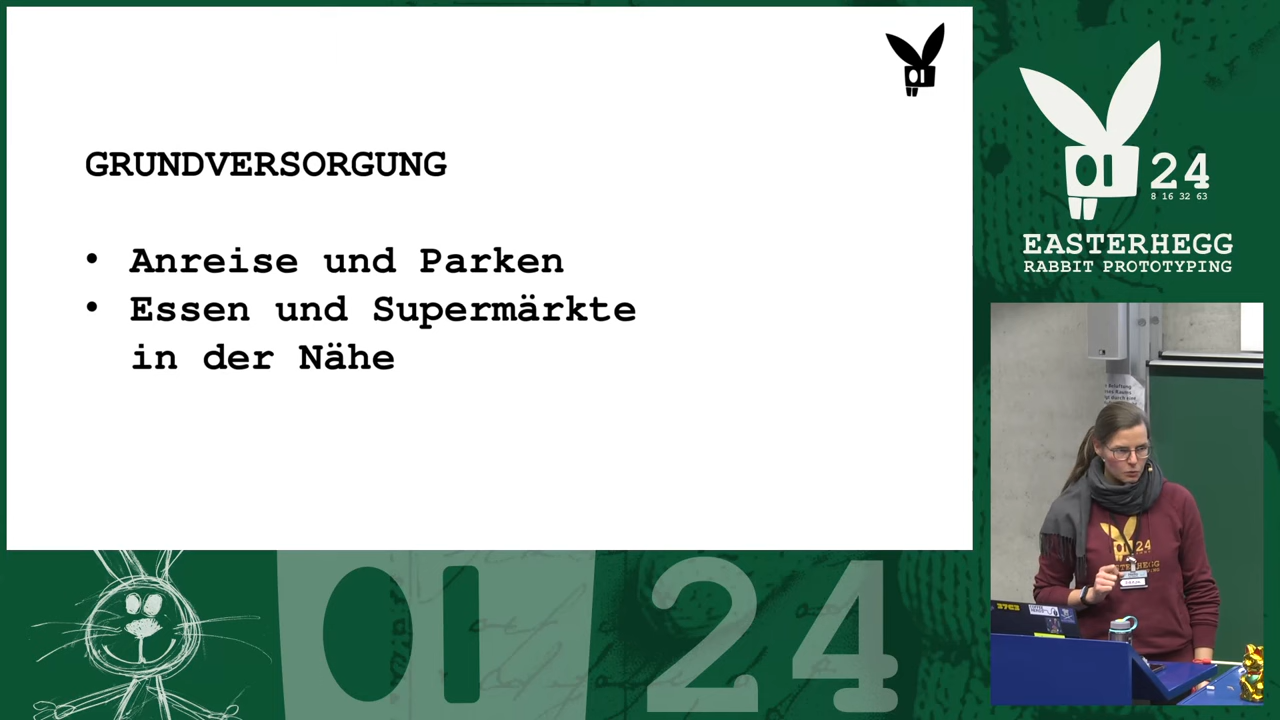 GRUNDVERSORGUNG
• Anreise und Parken
• Essen und Supermärkte
in der Nähe
24
8 16 32 63
EASTERHEGG
RABBIT PROTOTYPING
24
24